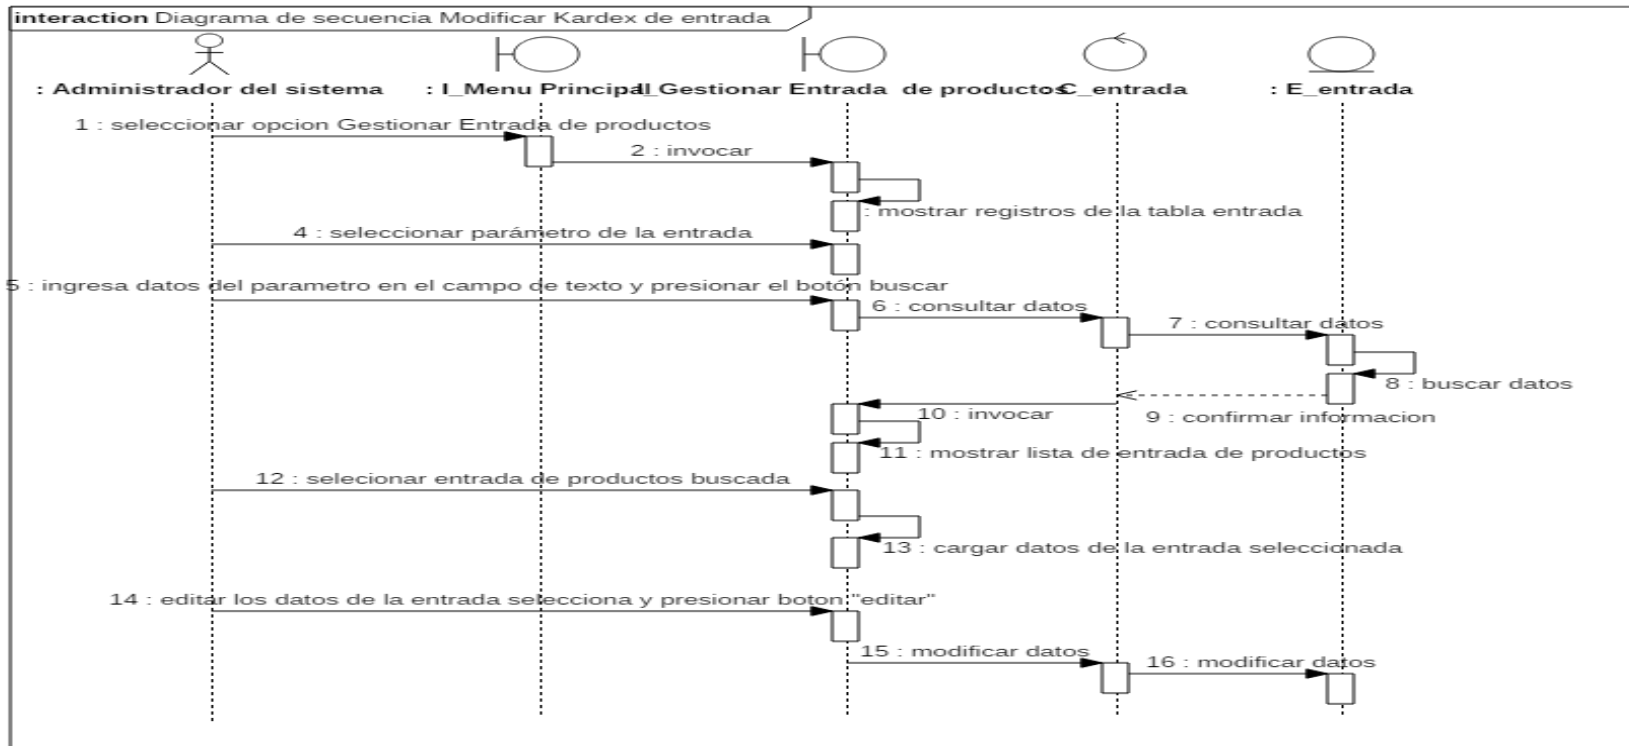 interaction Diagrama de secuencia Modificar Kardex de entrada
: Administrador del sistema
: I_Menu Principal
I_Gestionar Entrada de productos
C_entrada
: E_entrada
1 : seleccionar opcion Gestionar Entrada de productos
2 : invocar
: mostrar registros de la tabla entrada
4 : seleccionar parámetro de la entrada
5 : ingresa datos del parametro en el campo de texto y presionar el botón buscar
6 : consultar datos
7 : consultar datos
8 : buscar datos
9 : confirmar informacion
10 : invocar
11 : mostrar lista de entrada de productos
12 : selecionar entrada de productos buscada
13 : cargar datos de la entrada seleccionada
14 : editar los datos de la entrada selecciona y presionar boton "editar"
15 : modificar datos
16 : modificar datos